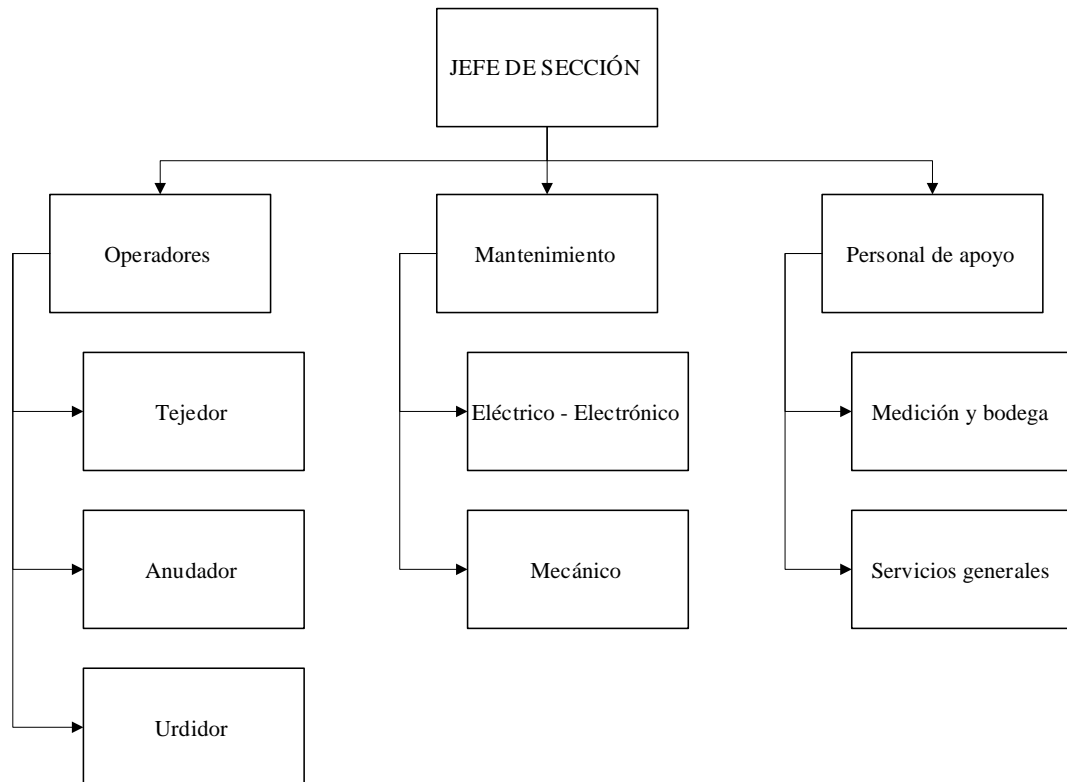 JEFE DE SECCIÓN
Operadores
Mantenimiento
Personal de apoyo
Tejedor
Eléctrico - Electrónico
Medición y bodega
Anudador
Mecánico
Servicios generales
Urdidor